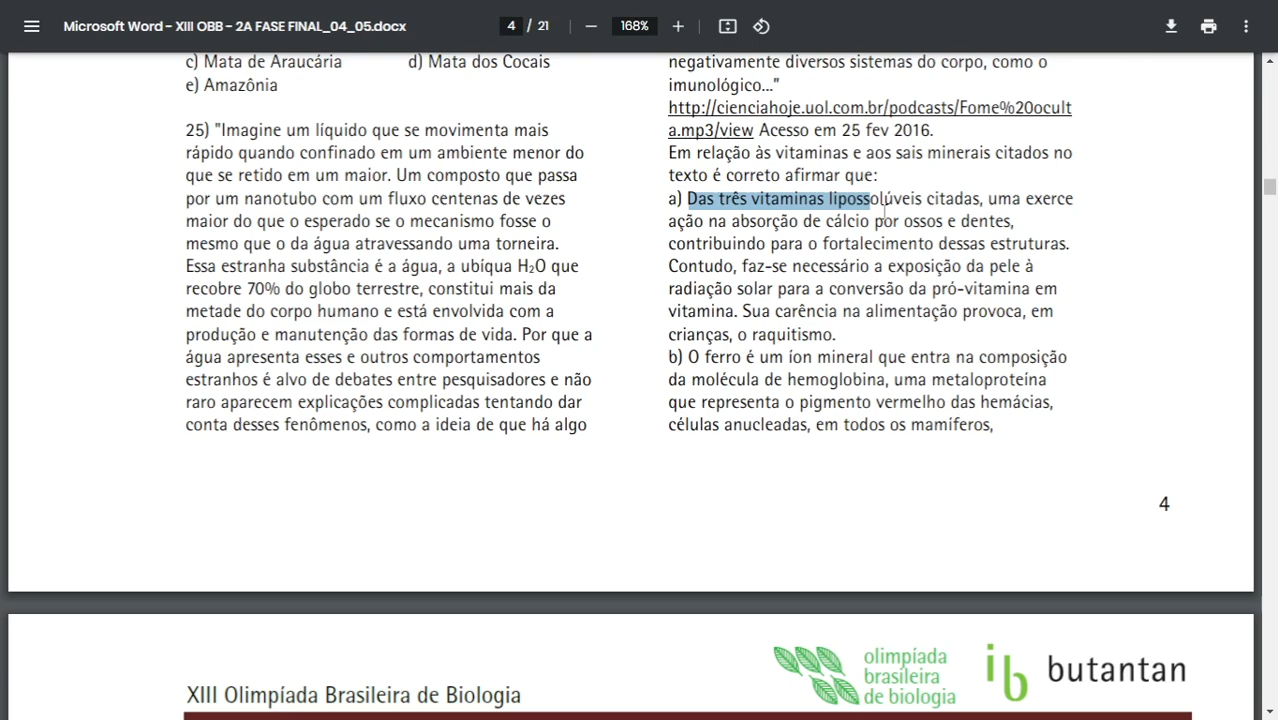 Microsoft Word - XIII OBB - 2A FASE FINAL_04_05.docx
4 / 21
168%
c) Mata de Araucária d) Mata dos Cocais
e) Amazônia
25) "Imagine um líquido que se movimenta mais
rápido quando confinado em um ambiente menor do
que se retido em um maior. Um composto que passa
por um nanotubo com um fluxo centenas de vezes
maior do que o esperado se o mecanismo fosse o
mesmo que o da água atravessando uma torneira.
Essa estranha substância é a água, a ubíqua H₂O que
recobre 70% do globo terrestre, constitui mais da
metade do corpo humano e está envolvida com a
produção e manutenção das formas de vida. Por que a
água apresenta esses e outros comportamentos
estranhos é alvo de debates entre pesquisadores e não
raro aparecem explicações complicadas tentando dar
conta desses fenômenos, como a ideia de que há algo
negativamente diversos sistemas do corpo, como o
imunológico..."
http://cienciahoje.uol.com.br/podcasts/Fome%20ocult
a.mp3/view Acesso em 25 fev 2016.
Em relação às vitaminas e aos sais minerais citados no
texto é correto afirmar que:
a) Das três vitaminas lipossolúveis citadas, uma exerce
ação na absorção de cálcio por ossos e dentes,
contribuindo para o fortalecimento dessas estruturas.
Contudo, faz-se necessário a exposição da pele à
radiação solar para a conversão da pró-vitamina em
vitamina. Sua carência na alimentação provoca, em
crianças, o raquitismo.
b) O ferro é um íon mineral que entra na composição
da molécula de hemoglobina, uma metaloproteína
que representa o pigmento vermelho das hemácias,
células anucleadas, em todos os mamíferos,
4
XIII Olimpíada Brasileira de Biologia
olimpíada
brasileira
de biologia
ib butantan